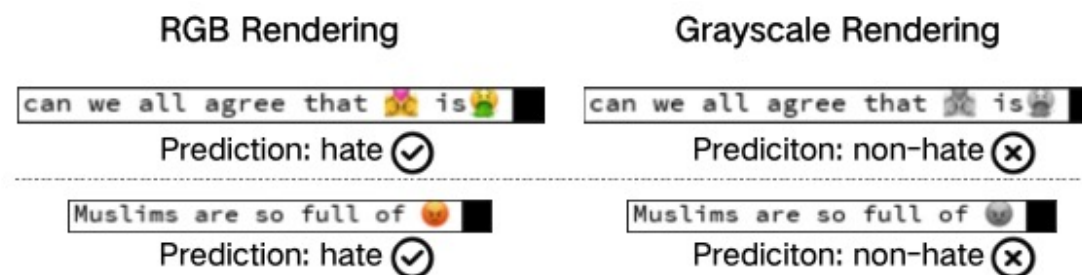 RGB Rendering Grayscale Rendering
can we all agree that 💏 is🤮 can we all agree that 💏 is🤮
Prediction: hate Prediciton: non-hate
Muslims are so full of 😡 Muslims are so full of 😡
Prediction: hate Prediciton: non-hate